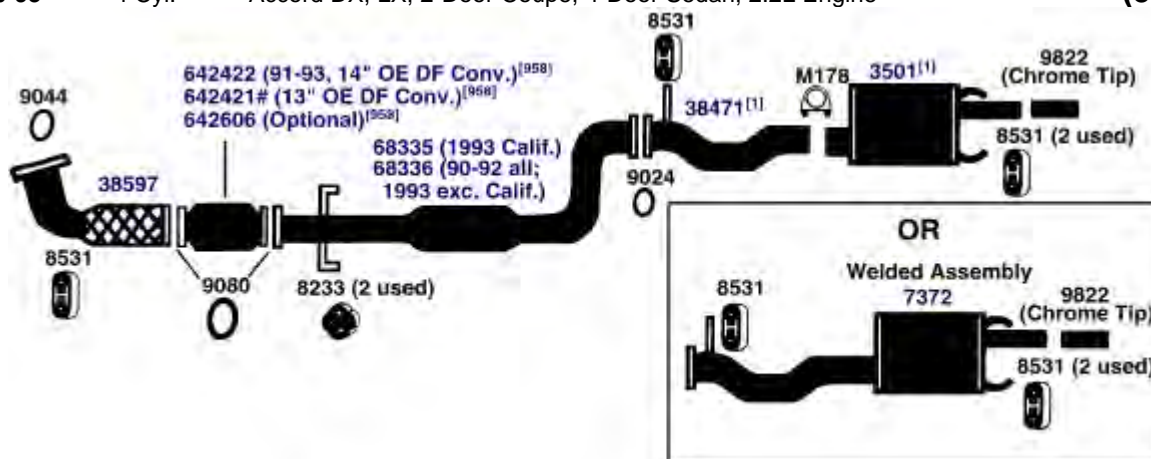 4 Cyl. Accord DX, LX, 2 Door Coupe, 4 Door Sedan, 2.2L Engine
8531
642422 (91-93, 14" OE DF Conv.)[958]
642421# (13" OE DF Conv.)[958]
642606 (Optional)[958]
9044
M178
3501[1]
9822
(Chrome Tip)
38471[1]
8531 (2 used)
68335 (1993 Calif.)
68336 (90-92 all;
1993 exc. Calif.)
9024
38597
8531
9080
8233 (2 used)
OR
Welded Assembly
7372
8531
9822
(Chrome Tip)
8531 (2 used)